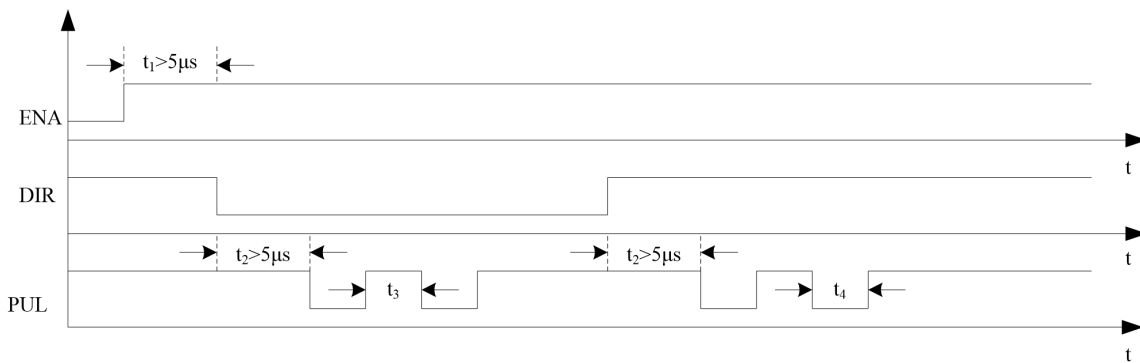 t₁>5μs
ENA
t
DIR
t₂>5μs
t₂>5μs
t
t₃
t₄
PUL
t